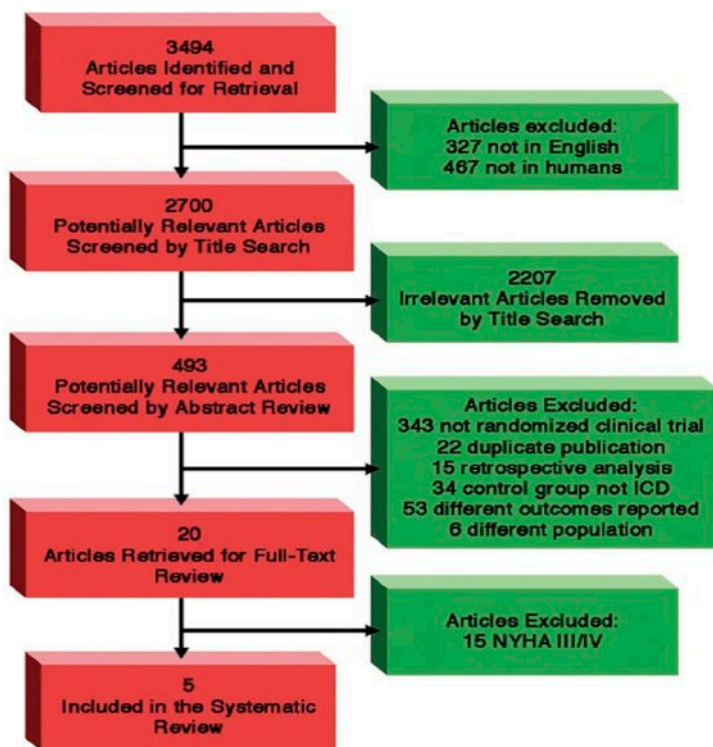 3494
Articles Identified and
Screened for Retrieval
Articles excluded:
327 not in English
467 not in humans
2700
Potentially Relevant Articles
Screened by Title Search
2207
Irrelevant Articles Removed
by Title Search
493
Potentially Relevant Articles
Screened by Abstract Review
Articles Excluded:
343 not randomized clinical trial
22 duplicate publication
15 retrospective analysis
34 control group not ICD
53 different outcomes reported
6 different population
20
Articles Retrieved for Full-Text
Review
Articles Excluded:
15 NYHA III/IV
5
Included in the Systematic
Review